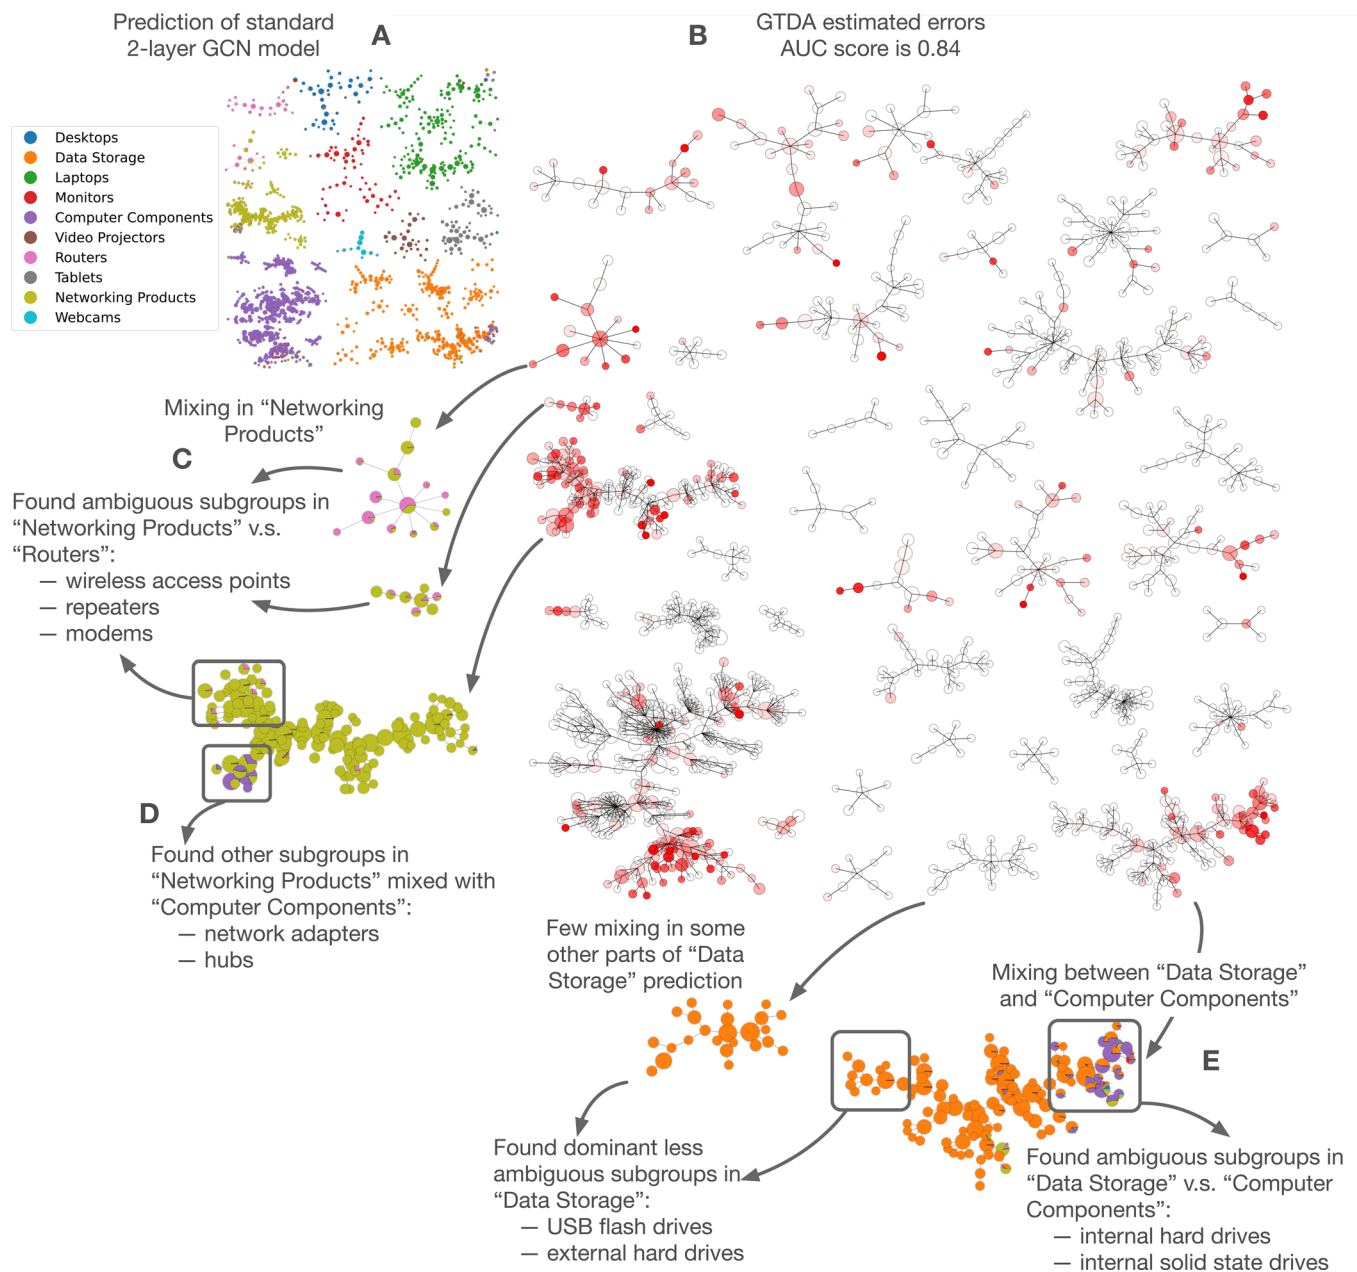 Prediction of standard
2-layer GCN model
A
B
GTDA estimated errors
AUC score is 0.84
Desktops
Data Storage
Laptops
Monitors
Computer Components
Video Projectors
Routers
Tablets
Networking Products
Webcams
Mixing in “Networking
Products”
C
Found ambiguous subgroups in
“Networking Products” v.s.
“Routers”:
— wireless access points
— repeaters
— modems
D
Found other subgroups in
“Networking Products” mixed with
“Computer Components”:
— network adapters
— hubs
Few mixing in some
other parts of “Data
Storage” prediction
Mixing between “Data Storage”
and “Computer Components”
E
Found dominant less
ambiguous subgroups in
“Data Storage”:
— USB flash drives
— external hard drives
Found ambiguous subgroups in
“Data Storage” v.s. “Computer
Components”:
— internal hard drives
— internal solid state drives